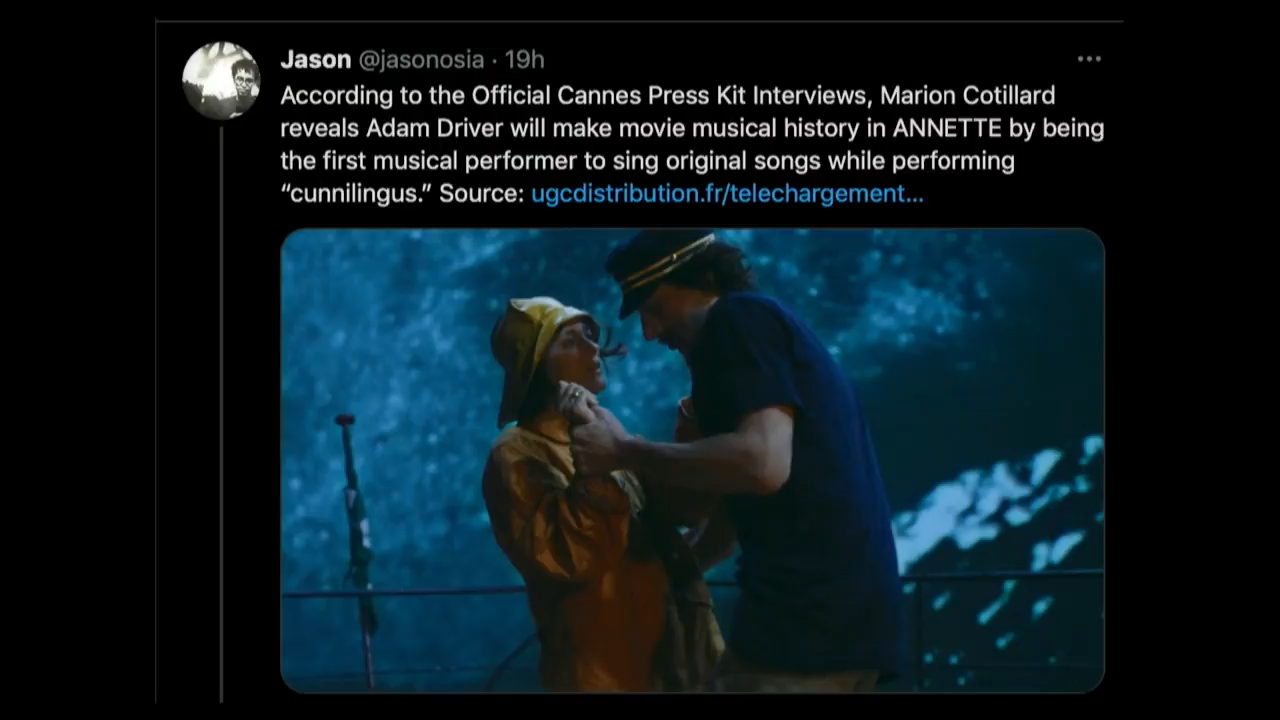 Jason @jasonosia · 19h
According to the Official Cannes Press Kit Interviews, Marion Cotillard
reveals Adam Driver will make movie musical history in ANNETTE by being
the first musical performer to sing original songs while performing
“cunnilingus.” Source: ugcdistribution.fr/telechargement...